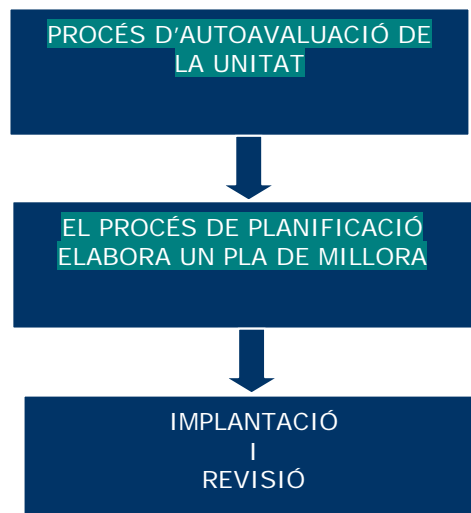 PROCÉS D'AUTOAVALUACIÓ DE
LA UNITAT
EL PROCÉS DE PLANIFICACIÓ
ELABORA UN PLA DE MILLORA
IMPLANTACIÓ
I
REVISIÓ